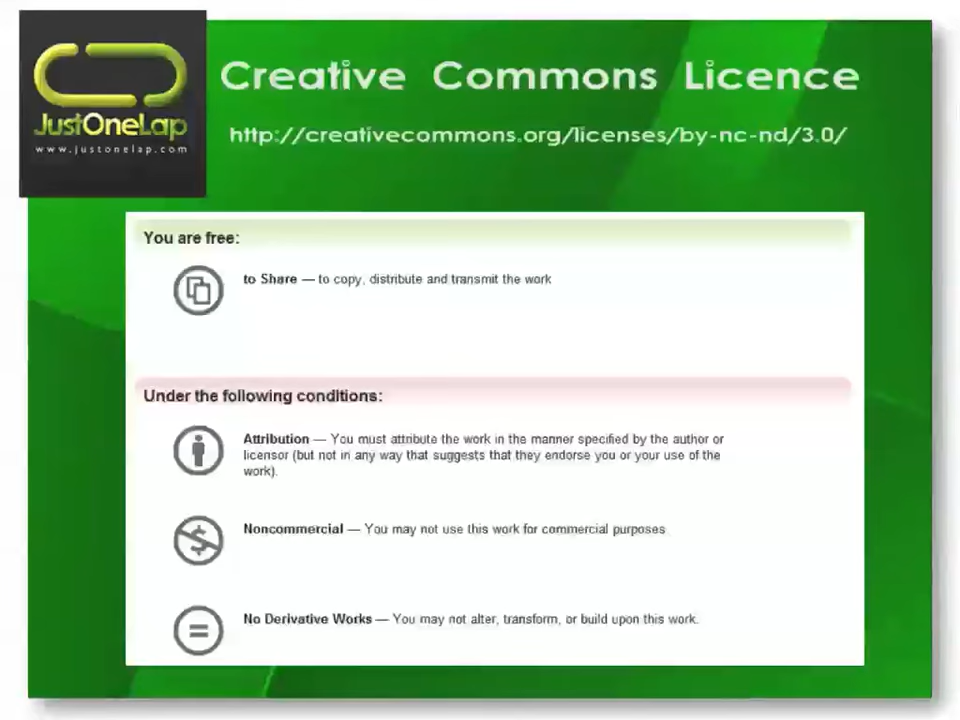 JustOneLap
www.justonelap.com
Creative Commons Licence
http://creativecommons.org/licenses/by-nc-nd/3.0/
You are free:
to Share — to copy, distribute and transmit the work
Under the following conditions:
Attribution — You must attribute the work in the manner specified by the author or
licensor (but not in any way that suggests that they endorse you or your use of the
work).
Noncommercial — You may not use this work for commercial purposes
No Derivative Works — You may not alter, transform, or build upon this work.